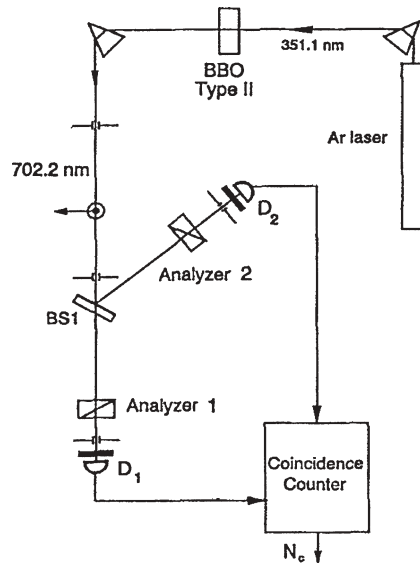 351.1 nm
BBO
Type II
Ar laser
702.2 nm
D2
Analyzer 2
BS1
Analyzer 1
D1
Coincidence
Counter
Nc